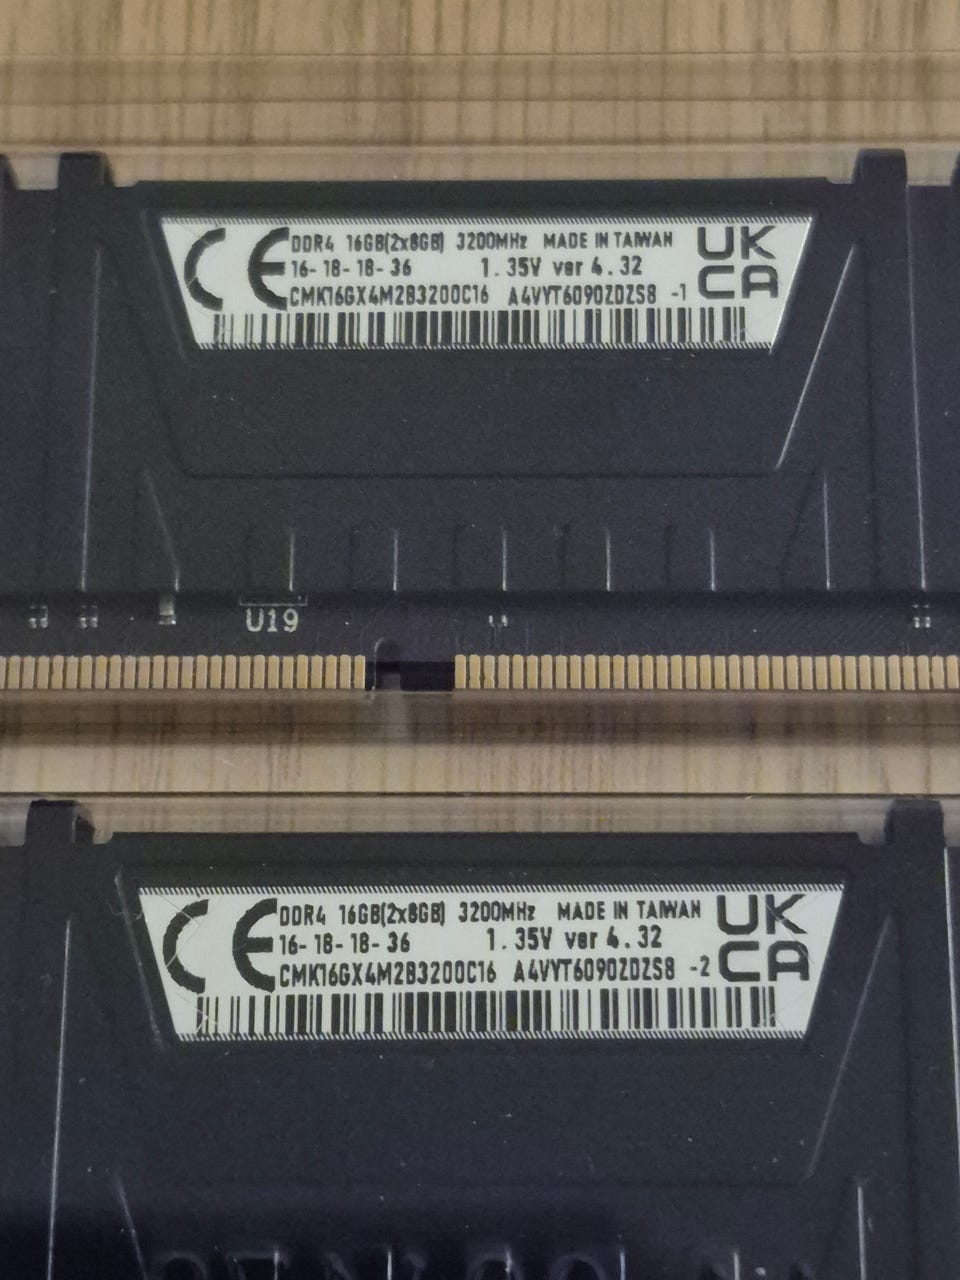 CE DDR4 16GB(2x8GB) 3200MHz MADE IN TAIWAN UK
16-18-18-36 1.35V ver 4.32 CA
CMK16GX4M2B3200C16 A4VYT6090ZDZS8 -1
U19
CE DDR4 16GB(2x8GB) 3200MHz MADE IN TAIWAN UK
16-18-18-36 1.35V ver 4.32 CA
CMK16GX4M2B3200C16 A4VYT6090ZDZS8 -2